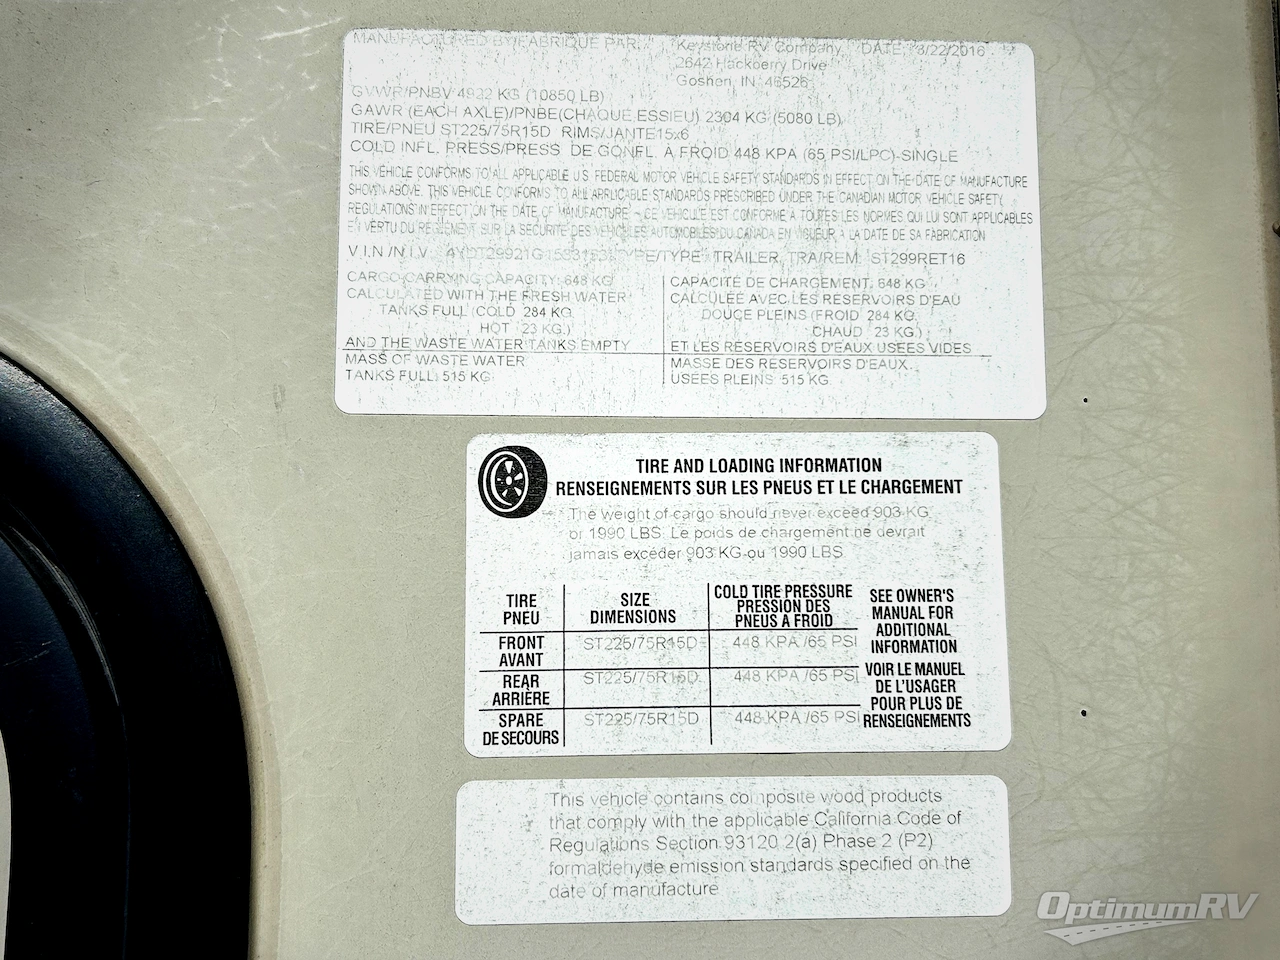 MANUFACTURED BY/FABRIQUE PAR: Keystone RV Company DATE: 3/22/2016
2642 Hackberry Drive
Goshen, IN, 46526
GVWR/PNBV 4922 KG (10850 LB)
GAWR (EACH AXLE)/PNBE(CHAQUE ESSIEU) 2304 KG (5080 LB)
TIRE/PNEU ST225/75R15D RIMS/JANTE15x6
COLD INFL. PRESS/PRESS. DE GONFL. A FROID 448 KPA (65 PSI/LPC)-SINGLE
THIS VEHICLE CONFORMS TO ALL APPLICABLE U.S. FEDERAL MOTOR VEHICLE SAFETY STANDARDS IN EFFECT ON THE DATE OF MANUFACTURE
SHOWN ABOVE. THIS VEHICLE CONFORMS TO ALL APPLICABLE STANDARDS PRESCRIBED UNDER THE CANADIAN MOTOR VEHICLE SAFETY
REGULATIONS IN EFFECT ON THE DATE OF MANUFACTURE - CE VEHICULE EST CONFORME A TOUTES LES NORMES QUI LUI SONT APPLICABLES
EN VERTU DU REGLEMENT SUR LA SECURITE DES VEHICLES AUTOMOBILES DU CANADA EN VIGUEUR A LA DATE DE SA FABRICATION
V.I.N./N.I.V.: TYPE/TYPE: TRAILER, TRA/REM: ST299RET16
CARGO CARRYING CAPACITY: 648 KG
CALCULATED WITH THE FRESH WATER
TANKS FULL (COLD 284 KG
HOT 23 KG.)
AND THE WASTE WATER TANKS EMPTY
MASS OF WASTE WATER
TANKS FULL: 515 KG
CAPACITE DE CHARGEMENT: 648 KG
CALCULEE AVEC LES RESERVOIRS D'EAU
DOUCE PLEINS (FROID 284 KG
CHAUD 23 KG.)
ET LES RESERVOIRS D'EAUX USEES VIDES
MASSE DES RESERVOIRS D'EAUX
USEES PLEINS 515 KG
TIRE AND LOADING INFORMATION
RENSEIGNEMENTS SUR LES PNEUS ET LE CHARGEMENT
The weight of cargo should never exceed 903 KG
or 1990 LBS. Le poids de chargement ne devrait
jamais excéder 903 KG ou 1990 LBS
TIRE PNEU
SIZE DIMENSIONS
COLD TIRE PRESSURE
PRESSION DES
PNEUS A FROID
FRONT AVANT ST225/75R15D 448 KPA /65 PSI
REAR ARRIÈRE ST225/75R15D 448 KPA /65 PSI
SPARE DE SECOURS ST225/75R15D 448 KPA /65 PSI
SEE OWNER'S
MANUAL FOR
ADDITIONAL
INFORMATION
VOIR LE MANUEL
DE L'USAGER
POUR PLUS DE
RENSEIGNEMENTS
This vehicle contains composite wood products
that comply with the applicable California Code of
Regulations Section 93120.2(a) Phase 2 (P2)
formaldehyde emission standards specified on the
date of manufacture
OptimumRV